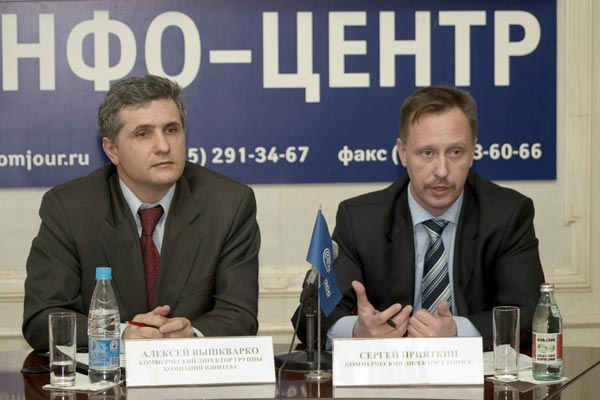 НФО-ЦЕНТР
omjour.ru 5) 291-34-67 факс ( 3-60-66
АЛЕКСЕЙ ВЫШКВАРКО
КОММЕРЧЕСКИЙ ДИРЕКТОР ГРУППЫ
КОМПАНИЙ ЮНИТЕКС
СЕРГЕЙ ПРИЯТКИН
КОММЕРЧЕСКИЙ ДИРЕКТОР